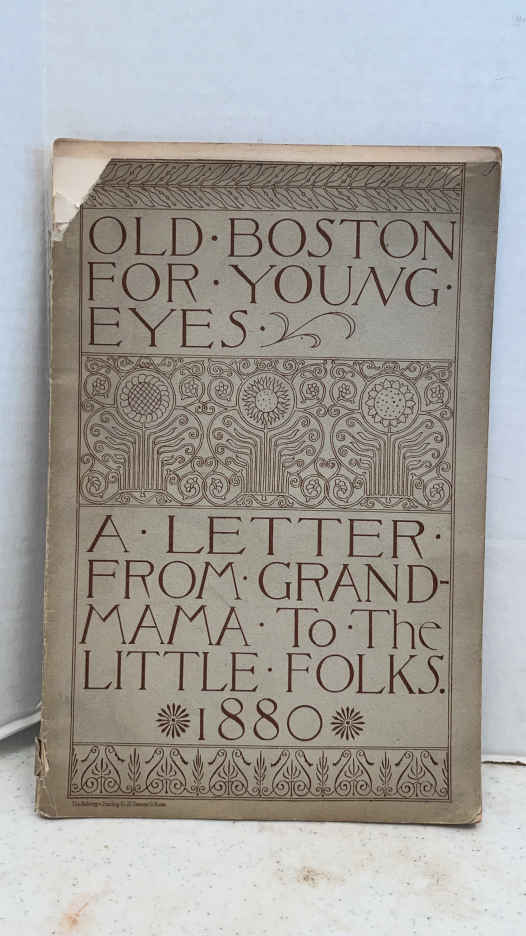 OLD · BOSTON
FOR · YOUNG ·
EYES ·
A · LETTER ·
FROM · GRAND-
MAMA · To · The
LITTLE · FOLKS.
1880